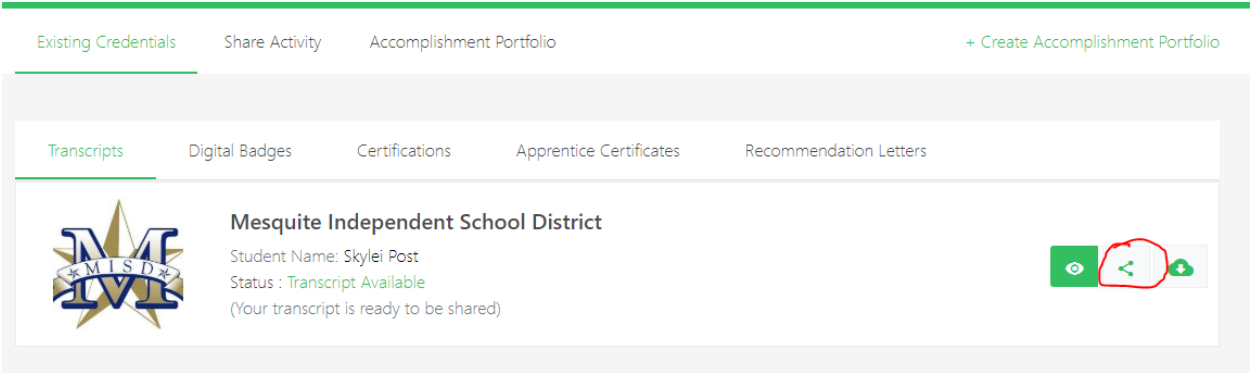 Existing Credentials Share Activity Accomplishment Portfolio + Create Accomplishment Portfolio
Transcripts Digital Badges Certifications Apprentice Certificates Recommendation Letters
Mesquite Independent School District
Student Name: Skylei Post
Status : Transcript Available
(Your transcript is ready to be shared)
M
MISD